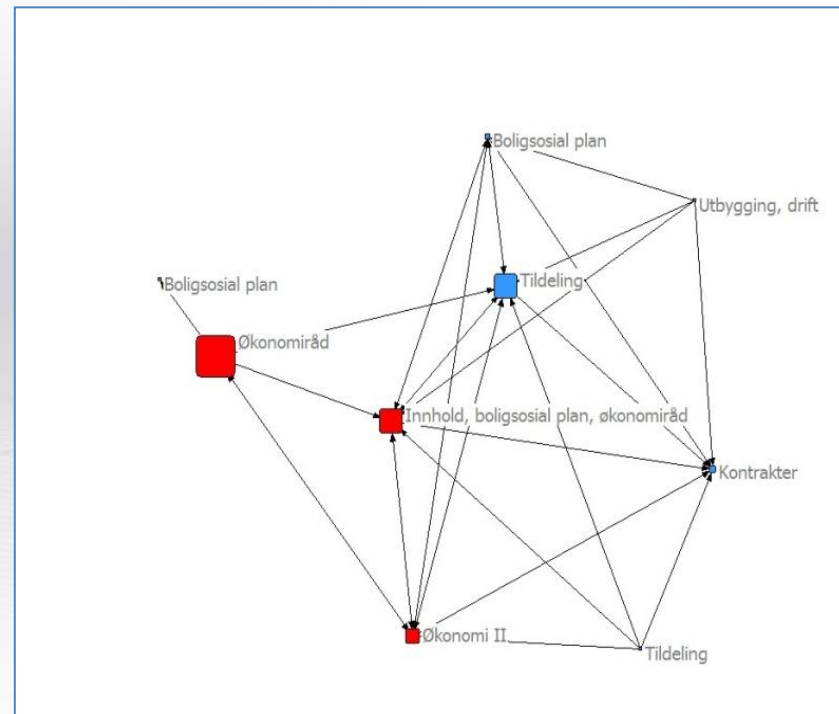 Boligsosial plan
Utbygging, drift
Tildeling
Boligsosial plan
Økonomiråd
Innhold, boligsosial plan, økonomiråd
Kontrakter
Økonomi II
Tildeling